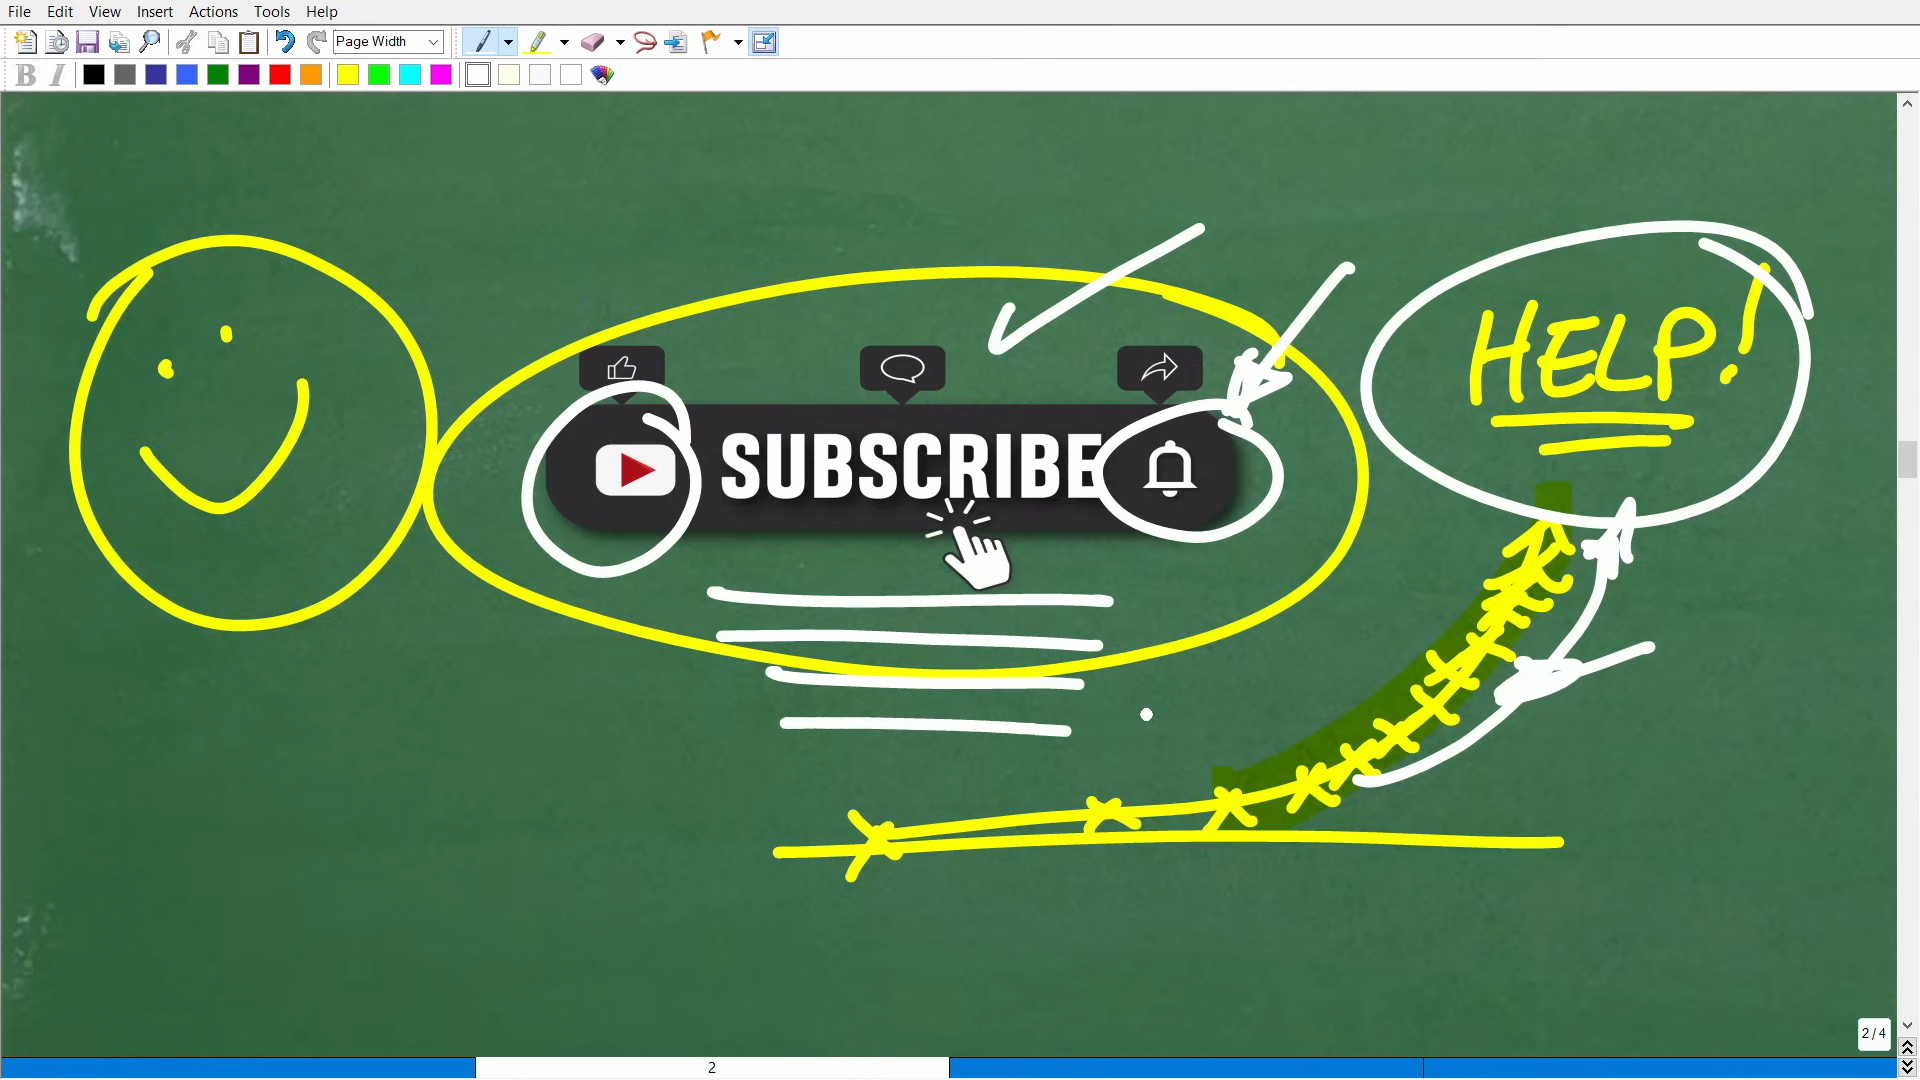 File Edit View Insert Actions Tools Help
Page Width
B I
HELP!
SUBSCRIBE
2 / 4
2